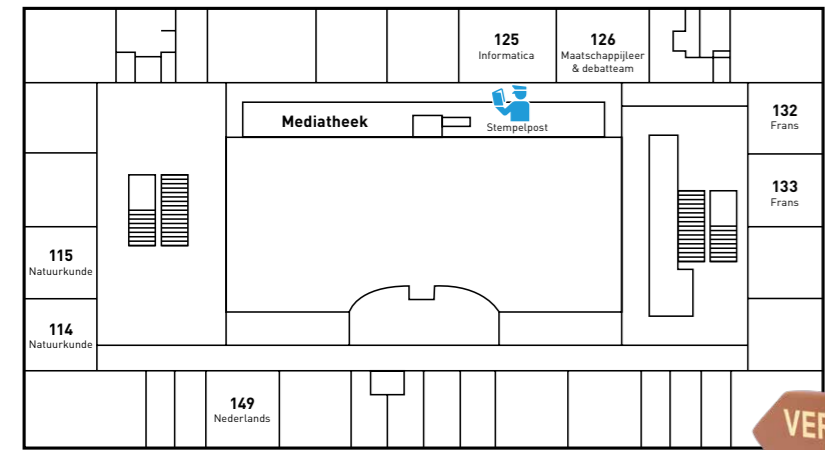 125
Informatica
126
Maatschappijleer
& debatteam
Mediatheek
Stempelpost
132
Frans
133
Frans
115
Natuurkunde
114
Natuurkunde
149
Nederlands